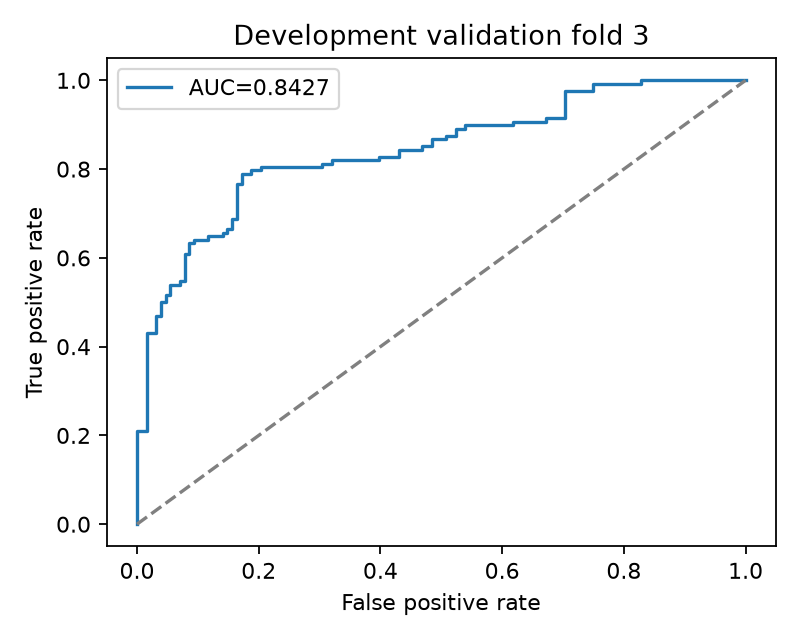 Development validation fold 3
AUC=0.8427
True positive rate
1.0
0.8
0.6
0.4
0.2
0.0
0.0 0.2 0.4 0.6 0.8 1.0
False positive rate